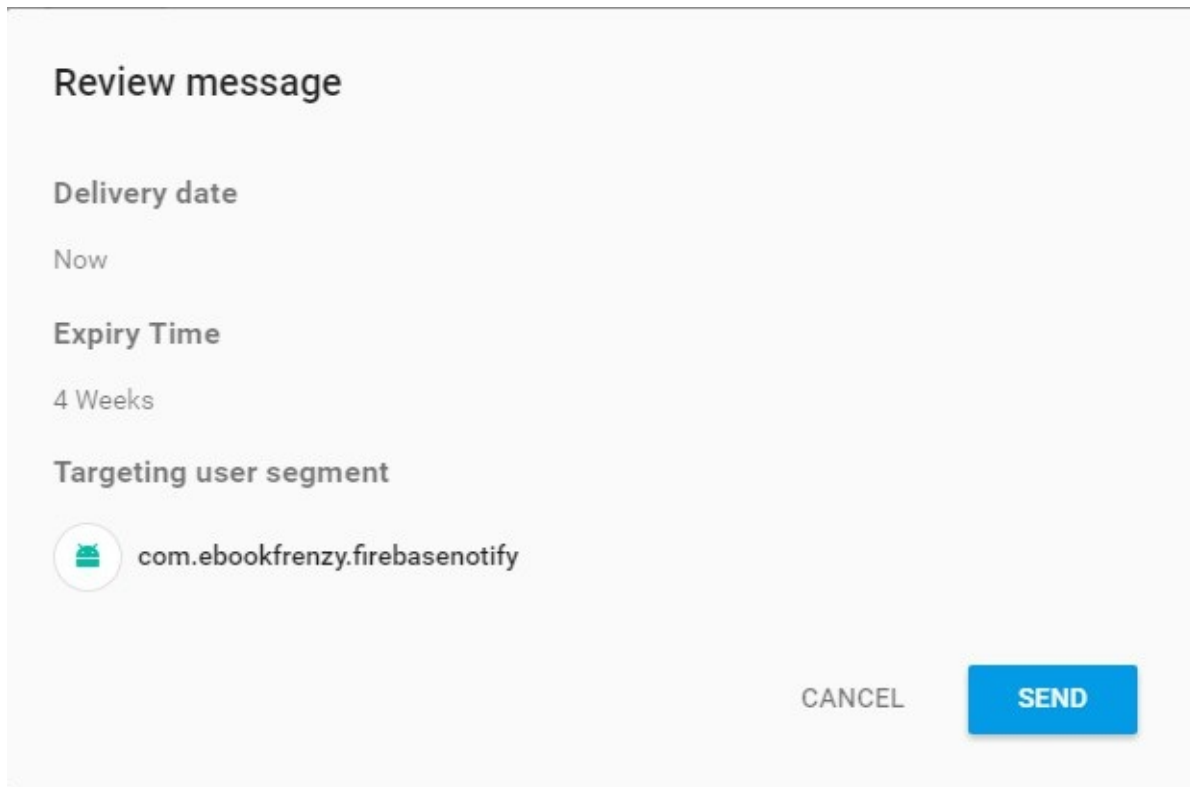 Review message
Delivery date
Now
Expiry Time
4 Weeks
Targeting user segment
com.ebookfrenzy.firebasenotify
CANCEL SEND